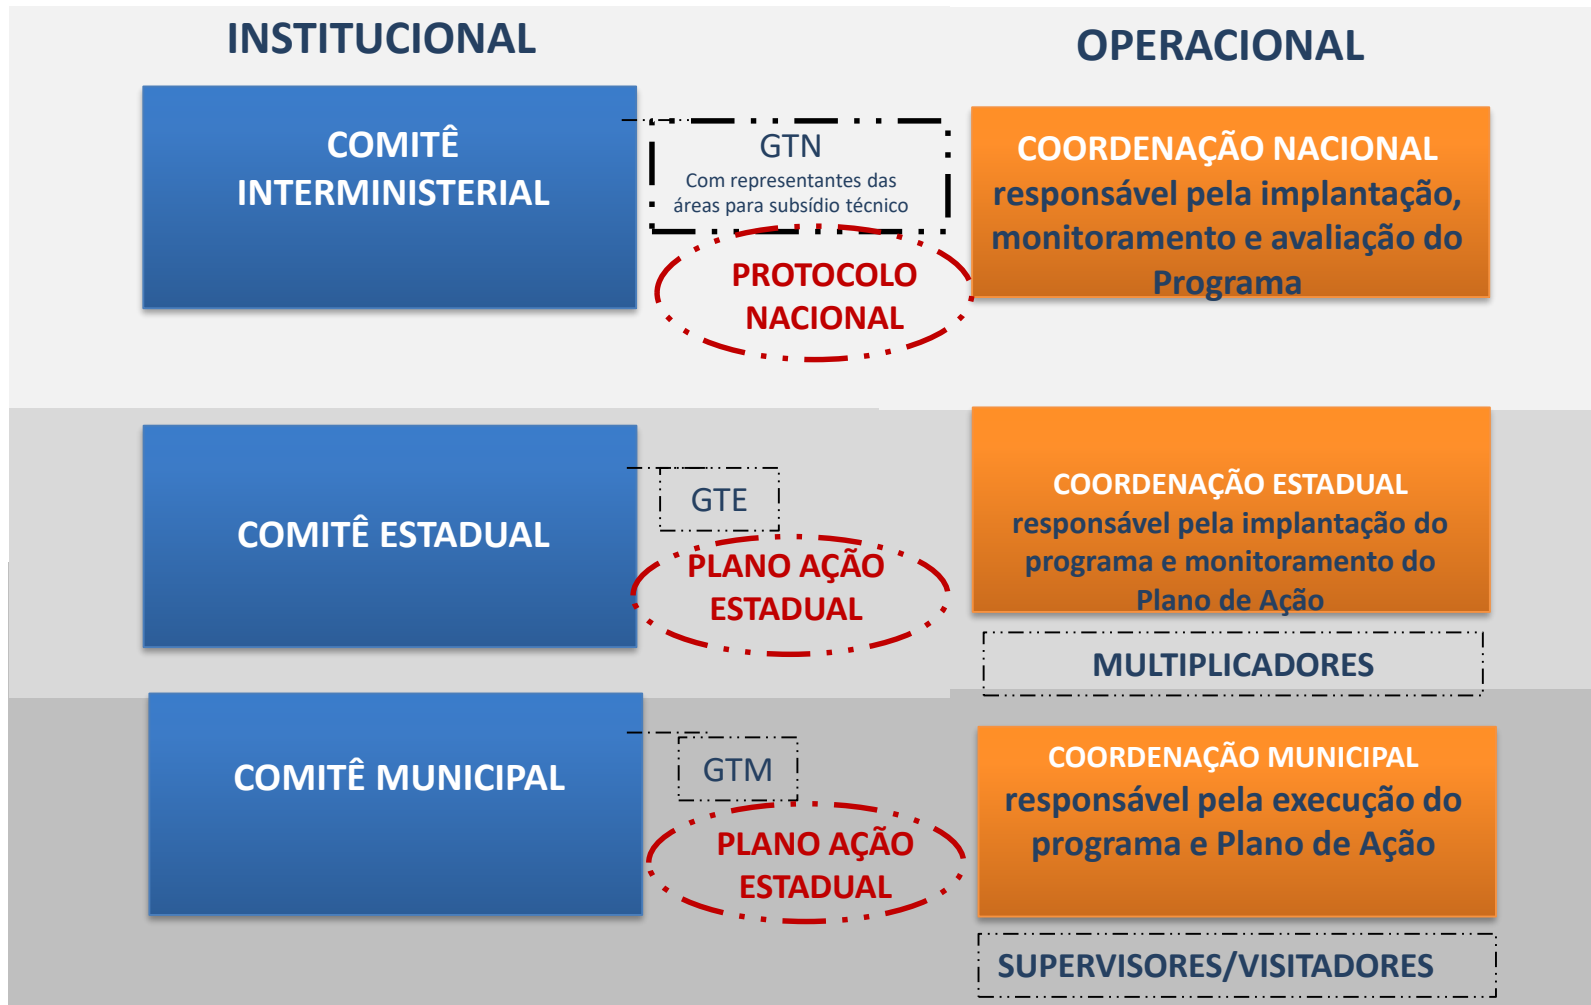 INSTITUCIONAL
OPERACIONAL
COMITÊ
INTERMINISTERIAL
GTN
Com representantes das
áreas para subsídio técnico
PROTOCOLO
NACIONAL
COORDENAÇÃO NACIONAL
responsável pela implantação,
monitoramento e avaliação do
Programa
COMITÊ ESTADUAL
GTE
PLANO AÇÃO
ESTADUAL
COORDENAÇÃO ESTADUAL
responsável pela implantação do
programa e monitoramento do
Plano de Ação
MULTIPLICADORES
COMITÊ MUNICIPAL
GTM
PLANO AÇÃO
ESTADUAL
COORDENAÇÃO MUNICIPAL
responsável pela execução do
programa e Plano de Ação
SUPERVISORES/VISITADORES